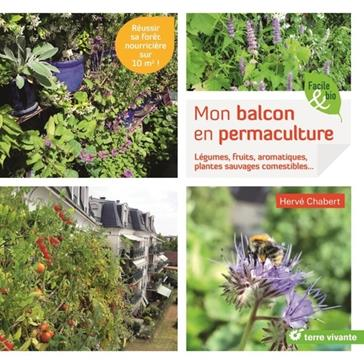 Réussir
sa forêt
nourricière
sur
10 m² !
Facile
& bio
Mon balcon
en permaculture
Légumes, fruits, aromatiques,
plantes sauvages comestibles...
Hervé Chabert
terre vivante